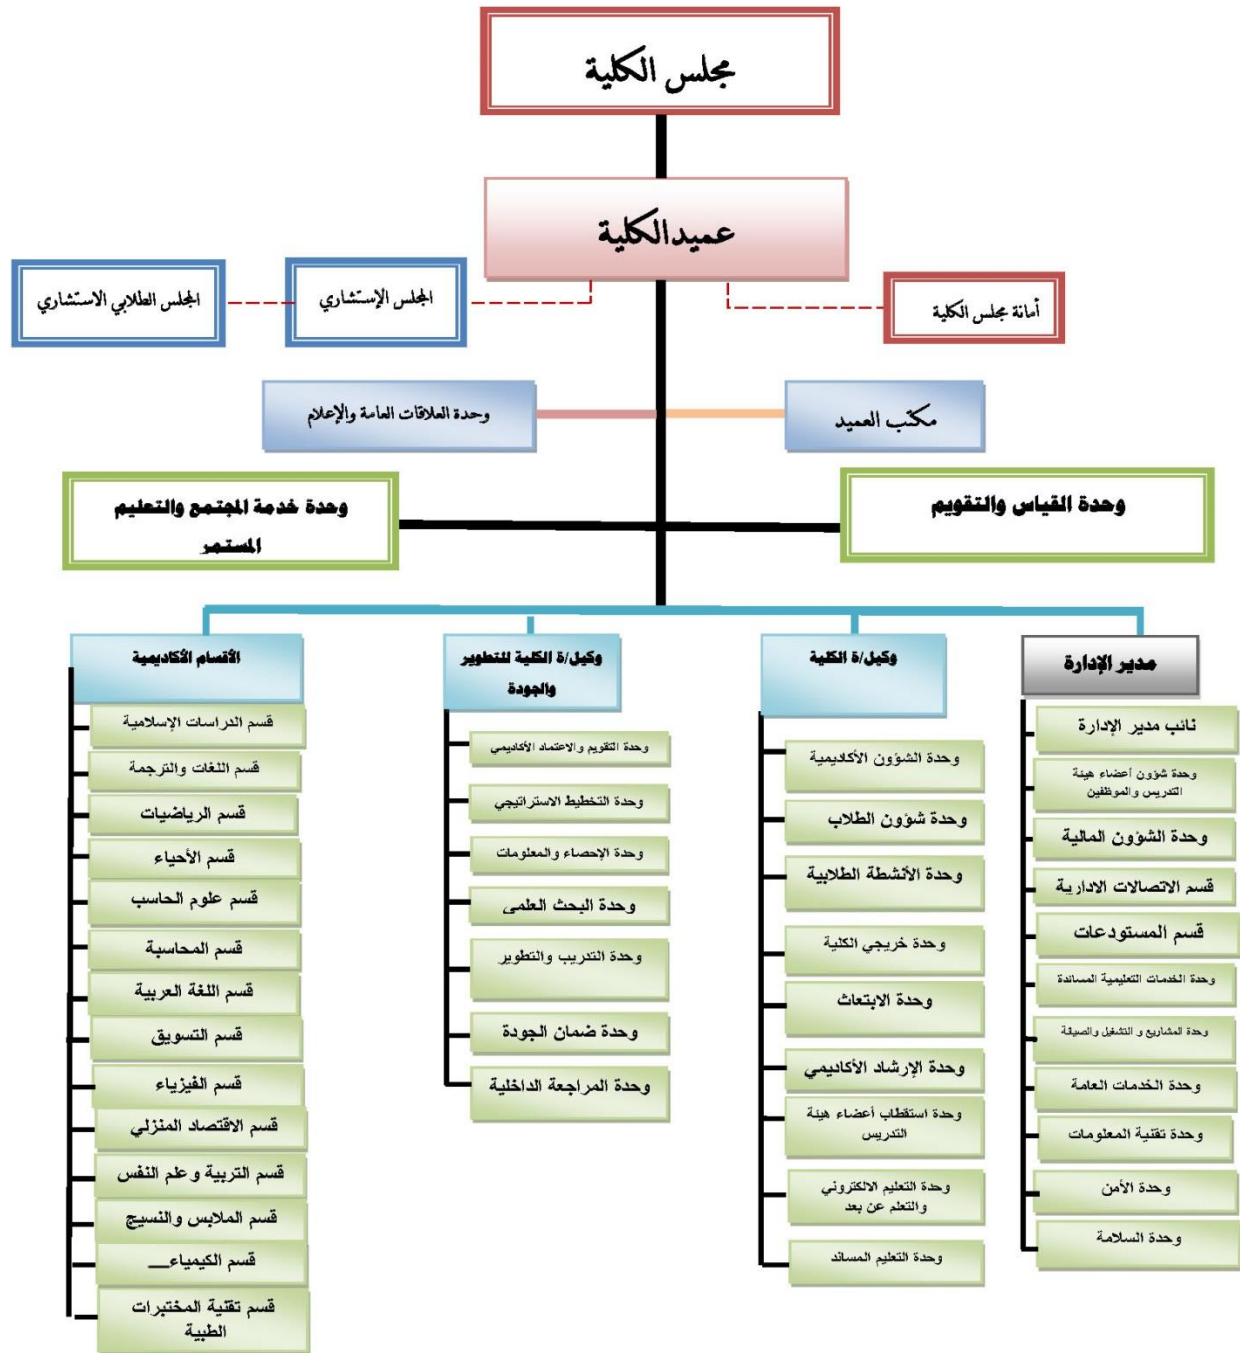 مجلس الكلية
عميدالكلية
أمانة مجلس الكلية
المجلس الإستشاري
المجلس الطلابي الاستشاري
مكتب العميد
وحدة العلاقات العامة والإعلام
وحدة القياس والتقويم
وحدة خدمة المجتمع والتعليم
المستمر
مدير الإدارة
نائب مدير الإدارة
وحدة شؤون أعضاء هيئة
التدريس والموظفين
وحدة الشؤون المالية
قسم الاتصالات الادارية
قسم المستودعات
وحدة الخدمات التعليمية المساندة
وحدة المشاريع و التشغيل والصيانة
وحدة الخدمات العامة
وحدة تقنية المعلومات
وحدة الأمن
وحدة السلامة
وكيل/ة الكلية
وحدة الشؤون الأكاديمية
وحدة شؤون الطلاب
وحدة الأنشطة الطلابية
وحدة خريجي الكلية
وحدة الابتعاث
وحدة الإرشاد الأكاديمي
وحدة استقطاب أعضاء هيئة
التدريس
وحدة التعليم الالكتروني
والتعلم عن بعد
وحدة التعليم المساند
وكيل/ة الكلية للتطوير
والجودة
وحدة التقويم والاعتماد الأكاديمي
وحدة التخطيط الاستراتيجي
وحدة الإحصاء والمعلومات
وحدة البحث العلمى
وحدة التدريب والتطوير
وحدة ضمان الجودة
وحدة المراجعة الداخلية
الأقسام الأكاديمية
قسم الدراسات الإسلامية
قسم اللغات والترجمة
قسم الرياضيات
قسم الأحياء
قسم علوم الحاسب
قسم المحاسبة
قسم اللغة العربية
قسم التسويق
قسم الفيزياء
قسم الاقتصاد المنزلي
قسم التربية وعلم النفس
قسم الملابس والنسيج
قسم الكيمياء__
قسم تقنية المختبرات
الطبية